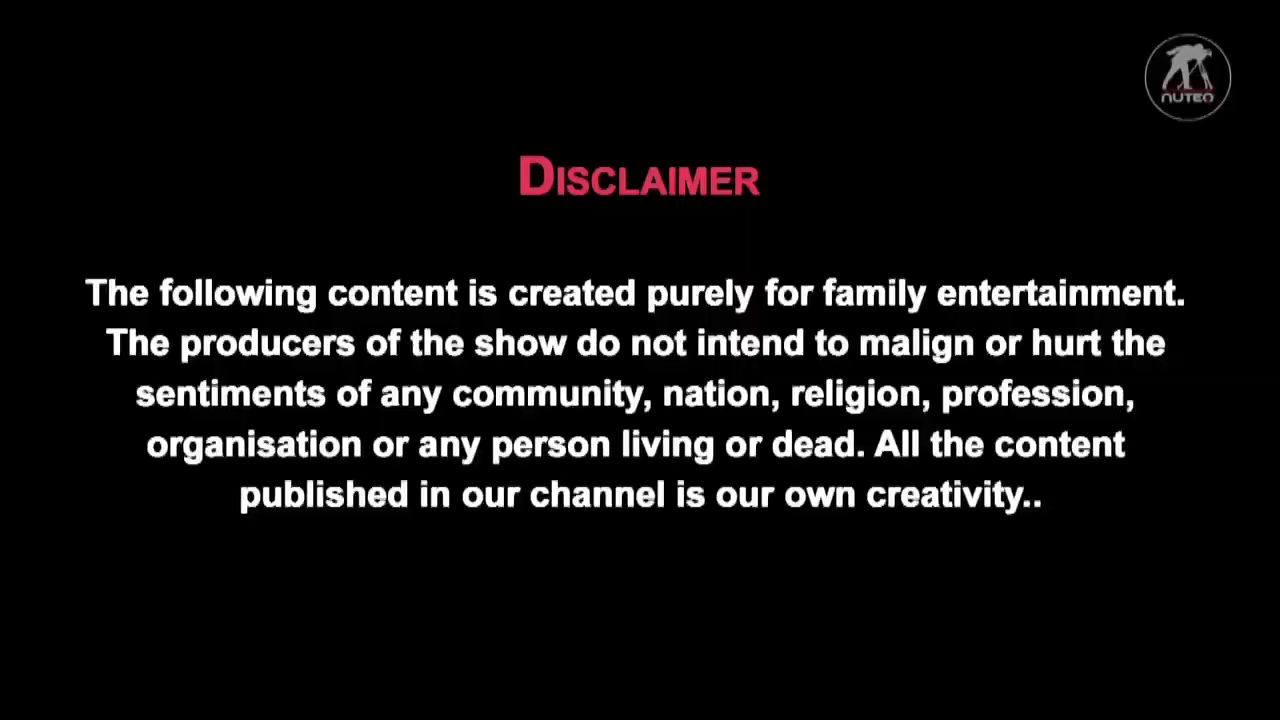 NUTEQ
DISCLAIMER
The following content is created purely for family entertainment.
The producers of the show do not intend to malign or hurt the
sentiments of any community, nation, religion, profession,
organisation or any person living or dead. All the content
published in our channel is our own creativity..